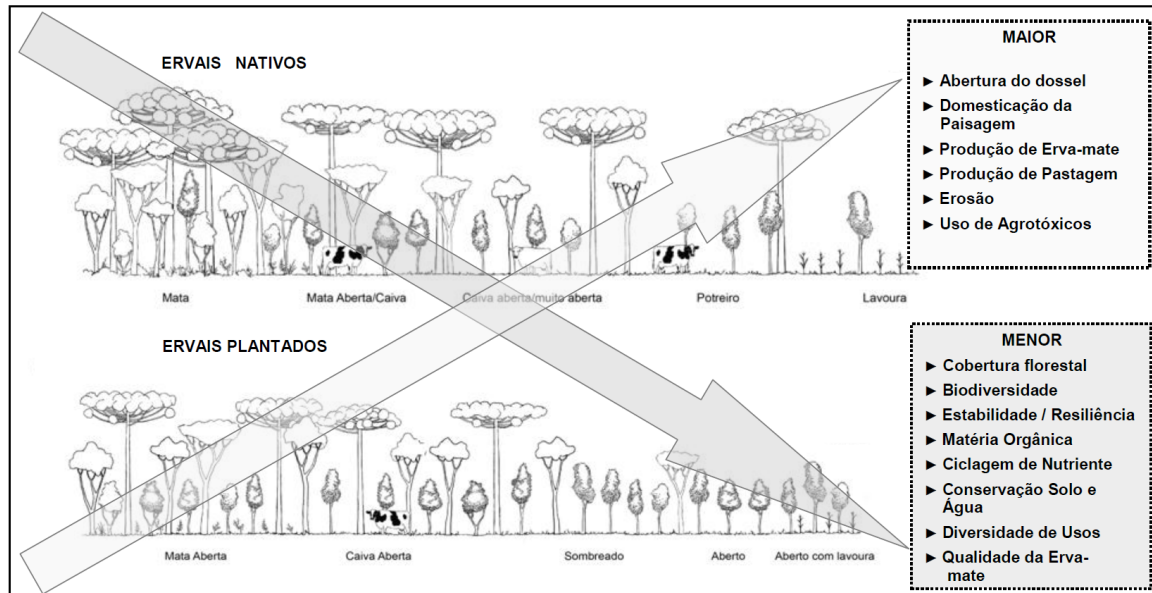 ERVAIS NATIVOS
Mata
Mata Aberta/Caiva
Caiva aberta/muito aberta
Potreiro
Lavoura
ERVAIS PLANTADOS
Mata Aberta
Caiva Aberta
Sombreado
Aberto
Aberto com lavoura
MAIOR
► Abertura do dossel
► Domesticação da
Paisagem
► Produção de Erva-mate
► Produção de Pastagem
► Erosão
► Uso de Agrotóxicos
MENOR
► Cobertura florestal
► Biodiversidade
► Estabilidade / Resiliência
► Matéria Orgânica
► Ciclagem de Nutriente
► Conservação Solo e
Água
► Diversidade de Usos
► Qualidade da Erva-
mate